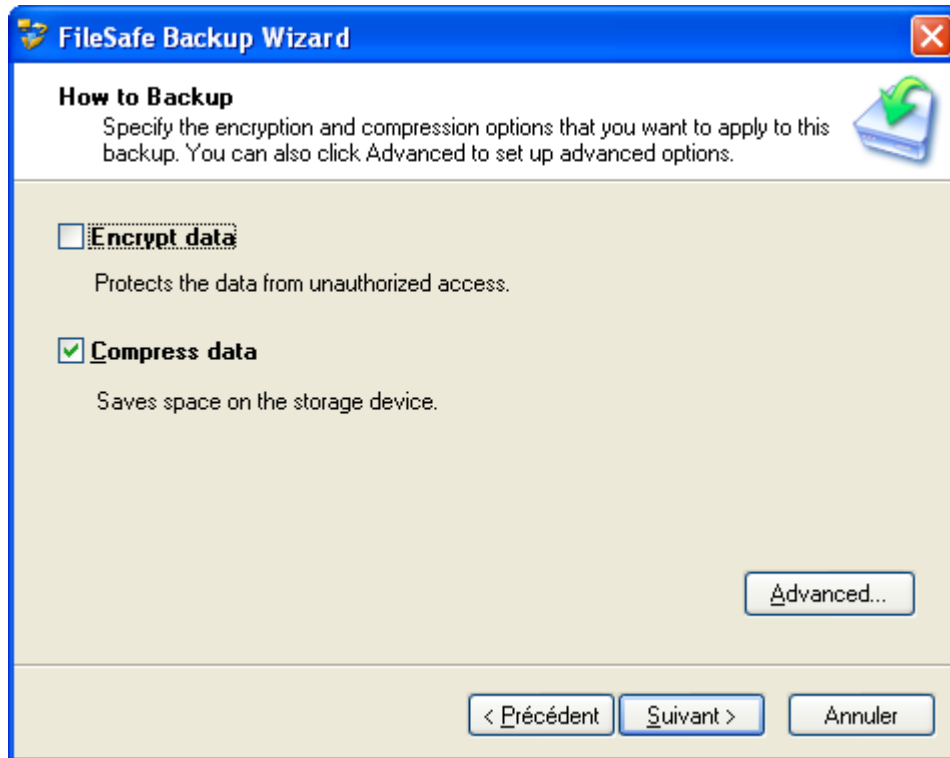 FileSafe Backup Wizard
How to Backup
Specify the encryption and compression options that you want to apply to this
backup. You can also click Advanced to set up advanced options.
Encrypt data
Protects the data from unauthorized access.
Compress data
Saves space on the storage device.
Advanced...
< Précédent Suivant > Annuler